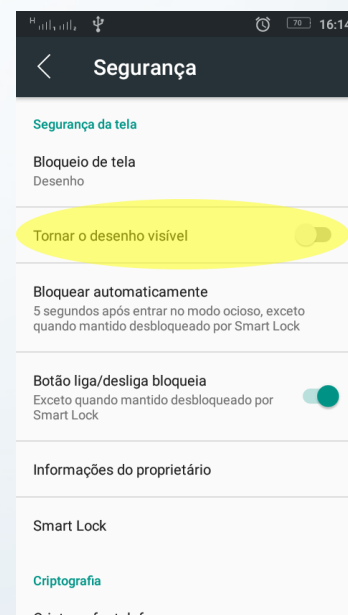 H 70 16:14
Segurança
Segurança da tela
Bloqueio de tela
Desenho
Tornar o desenho visível
Bloquear automaticamente
5 segundos após entrar no modo ocioso, exceto
quando mantido desbloqueado por Smart Lock
Botão liga/desliga bloqueia
Exceto quando mantido desbloqueado por
Smart Lock
Informações do proprietário
Smart Lock
Criptografia